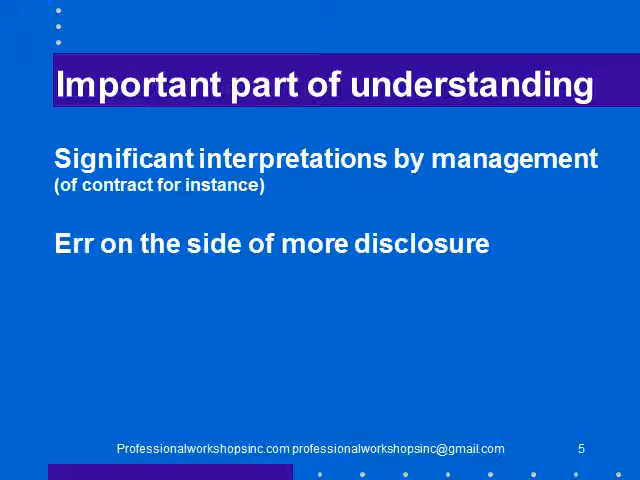 Important part of understanding
Significant interpretations by management
(of contract for instance)
Err on the side of more disclosure
Professionalworkshopsinc.com professionalworkshopsinc@gmail.com 5